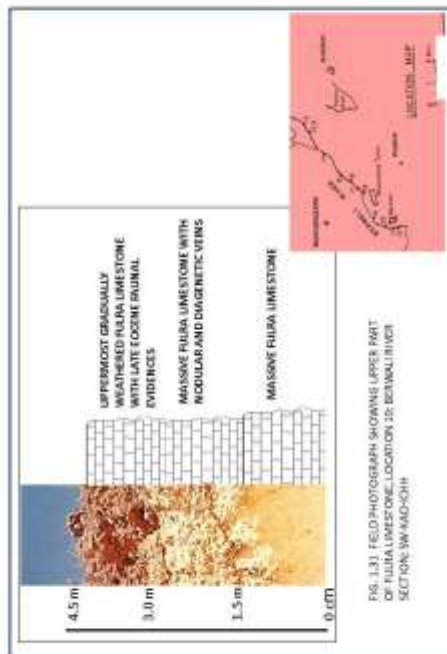 4.5 m
3.0 m
1.5 m
0 cm
UPPERMOST GRADUALLY
WEATHERED FULRA LIMESTONE
WITH LATE EOCENE FAUNAL
EVIDENCES
MASSIVE FULRA LIMESTONE WITH
NODULAR AND DIAGENETIC VEINS
MASSIVE FULRA LIMESTONE
FIG. 1.31 FIELD PHOTOGRAPH SHOWING UPPER PART
OF FULRA LIMESTONE, LOCATION 10; BERWALI RIVER
SECTION; SW-KACHCHH
LOCATION MAP